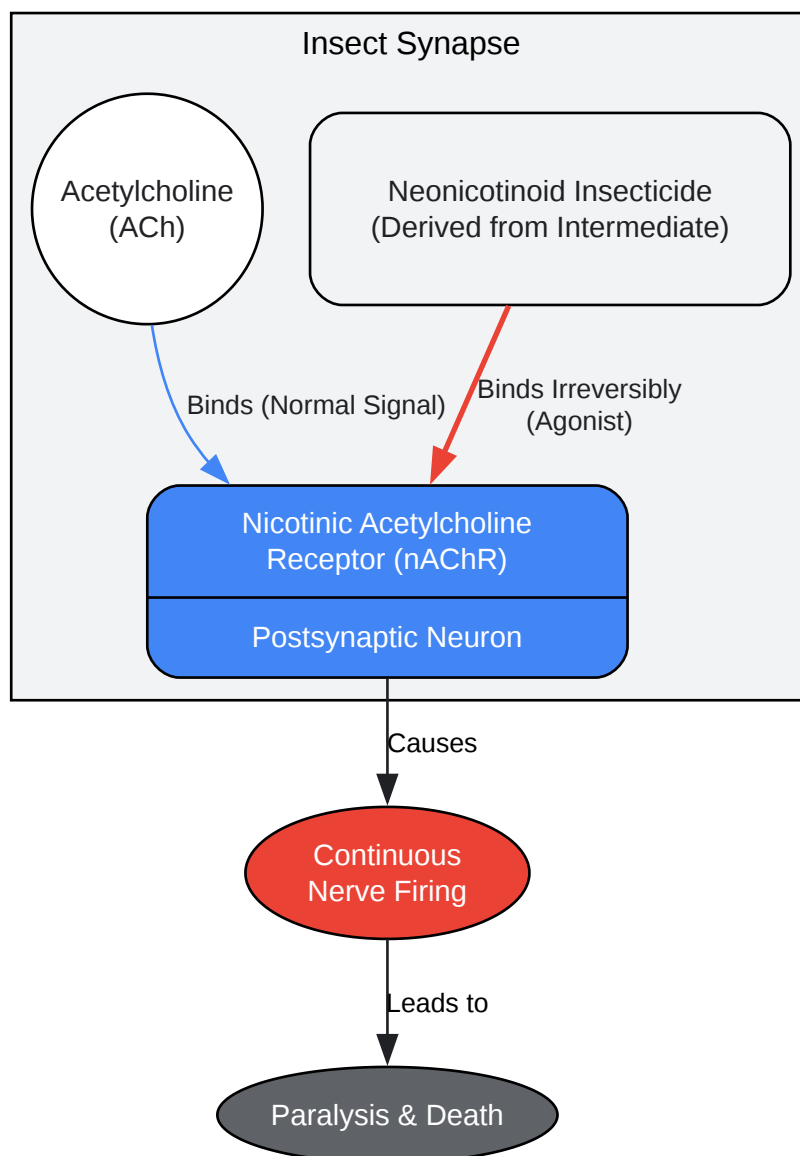 Insect Synapse
Acetylcholine
(ACh)
Neonicotinoid Insecticide
(Derived from Intermediate)
Binds (Normal Signal)
Binds Irreversibly
(Agonist)
Nicotinic Acetylcholine
Receptor (nAChR)
Postsynaptic Neuron
Causes
Continuous
Nerve Firing
Leads to
Paralysis & Death